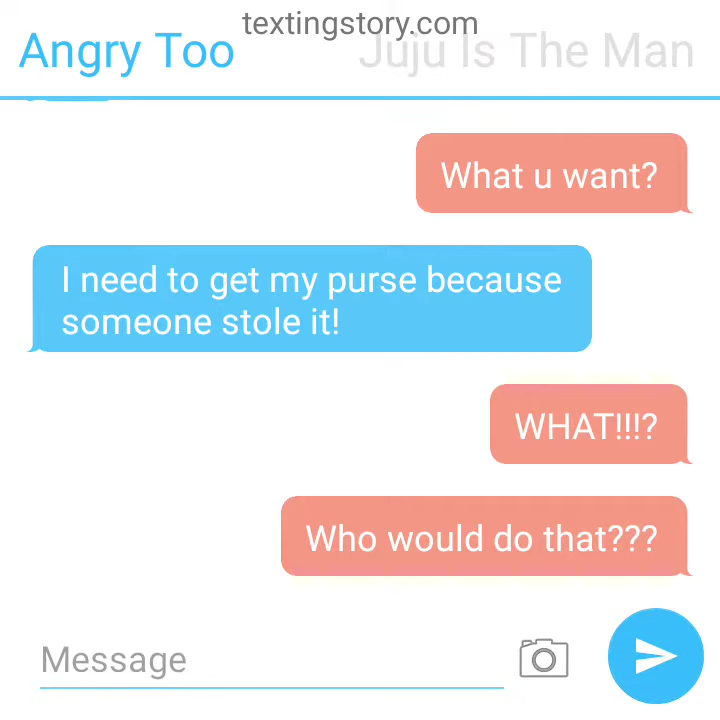 textingstory.com
Angry Too
Juju Is The Man
What u want?
I need to get my purse because
someone stole it!
WHAT!!!?
Who would do that???
Message